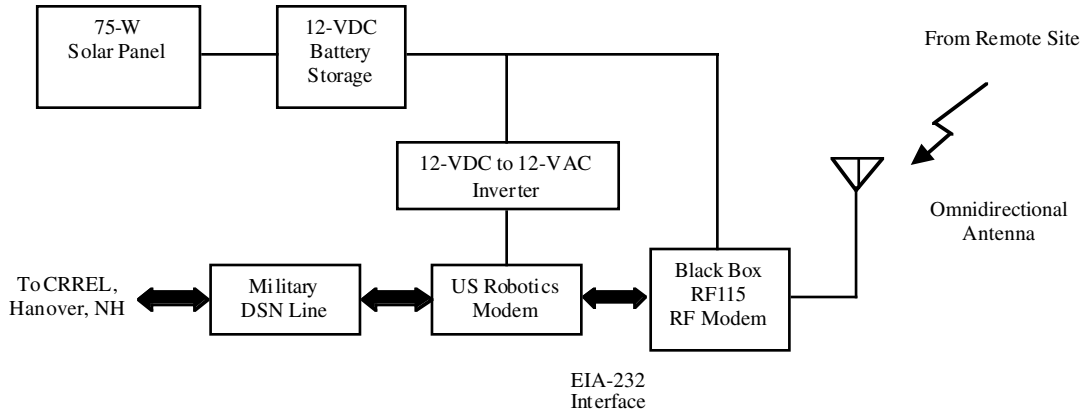 75-W
Solar Panel
12-VDC
Battery
Storage
From Remote Site
12-VDC to 12-VAC
Inverter
Omnidirectional
Antenna
To CRREL,
Hanover, NH
Military
DSN Line
US Robotics
Modem
Black Box
RF115
RF Modem
EIA-232
Interface